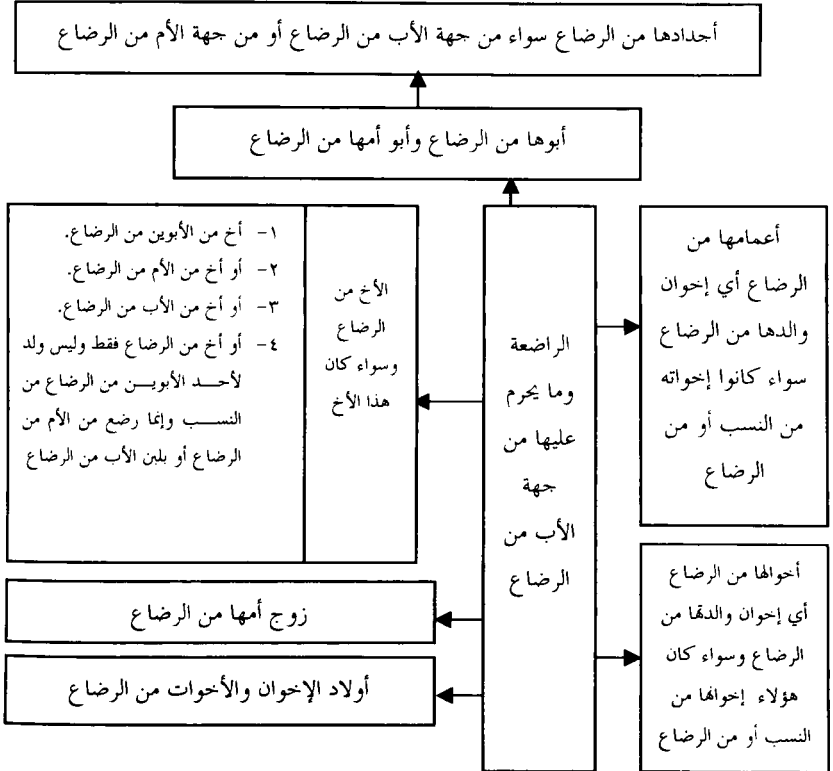 أجدادها من الرضاع سواء من جهة الأب من الرضاع أو من جهة الأم من الرضاع
أبوها من الرضاع وأبو أمها من الرضاع
أعمامها من
الرضاع أي إخوان
والدها من الرضاع
سواء كانوا إخواته
من النسب أو من
الرضاع
الراضعة
وما يحرم
عليها من
جهة
الأب من
الرضاع
الأخ من
الرضاع
وسواء كان
هذا الأخ
١- أخ من الأبوين من الرضاع.
٢- أو أخ من الأم من الرضاع.
٣- أو أخ من الأب من الرضاع.
٤- أو أخ من الرضاع فقط وليس ولد
لأحد الأبوين من الرضاع من
النسب وإنما رضع من الأم من
الرضاع أو بلبن الأب من الرضاع
أخوالها من الرضاع
أي إخوان والدتها من
الرضاع وسواء كان
هؤلاء إخوانها من
النسب أو من الرضاع
زوج أمها من الرضاع
أولاد الإخوان والأخوات من الرضاع